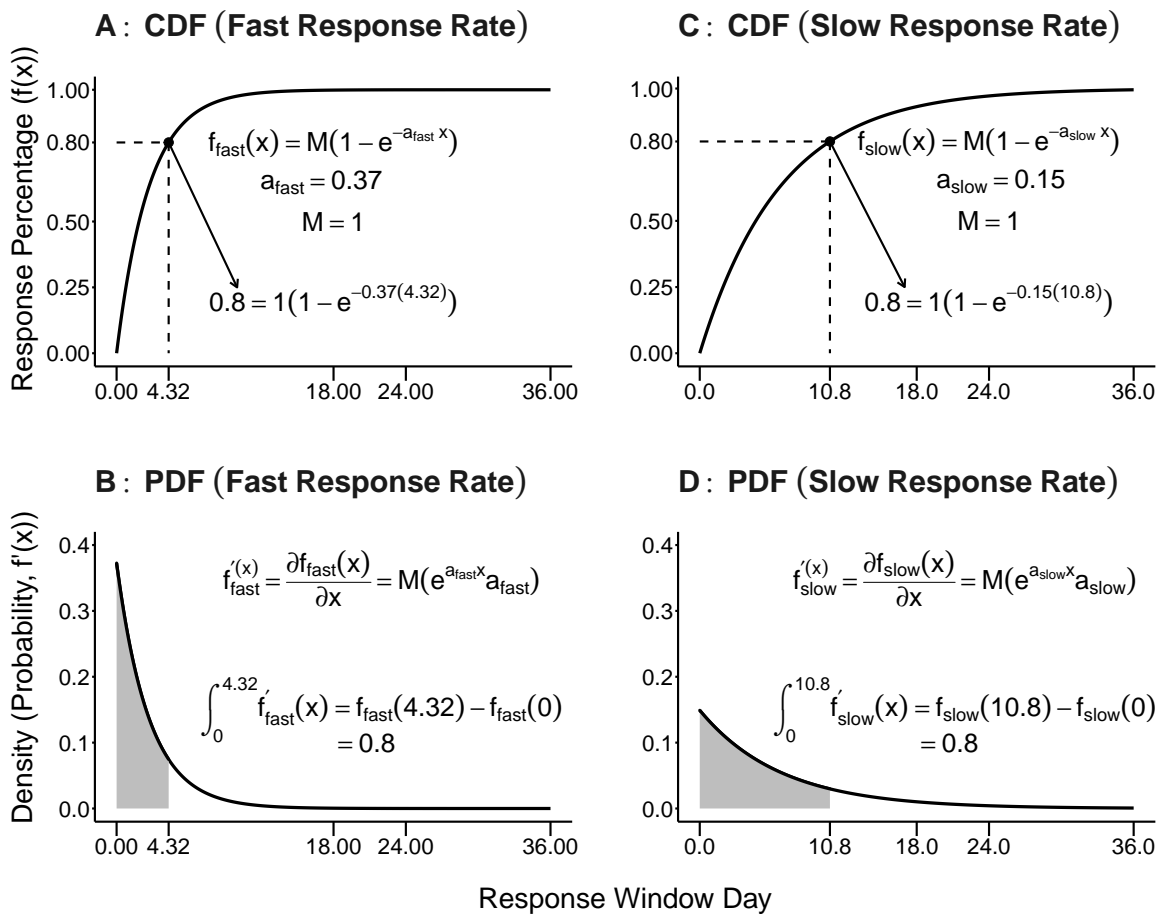 A : CDF (Fast Response Rate)
Response Percentage (f(x))
1.00
0.80
0.50
0.25
0.00
f_fast(x) = M(1 − e^{−a_fast x})
a_fast = 0.37
M = 1
0.8 = 1(1 − e^{−0.37(4.32)})
0.00 4.32 18.00 24.00 36.00
C : CDF (Slow Response Rate)
1.00
0.80
0.50
0.25
0.00
f_slow(x) = M(1 − e^{−a_slow x})
a_slow = 0.15
M = 1
0.8 = 1(1 − e^{−0.15(10.8)})
0.0 10.8 18.0 24.0 36.0
B : PDF (Fast Response Rate)
Density (Probability, f'(x))
0.4
0.3
0.2
0.1
0.0
f_fast^{′(x)} = ∂f_fast(x)/∂x = M(e^{a_fast x}a_fast)
∫_0^{4.32} f′_fast(x) = f_fast(4.32) − f_fast(0)
= 0.8
0.00 4.32 18.00 24.00 36.00
D : PDF (Slow Response Rate)
0.4
0.3
0.2
0.1
0.0
f_slow^{′(x)} = ∂f_slow(x)/∂x = M(e^{a_slow x}a_slow)
∫_0^{10.8} f′_slow(x) = f_slow(10.8) − f_slow(0)
= 0.8
0.0 10.8 18.0 24.0 36.0
Response Window Day